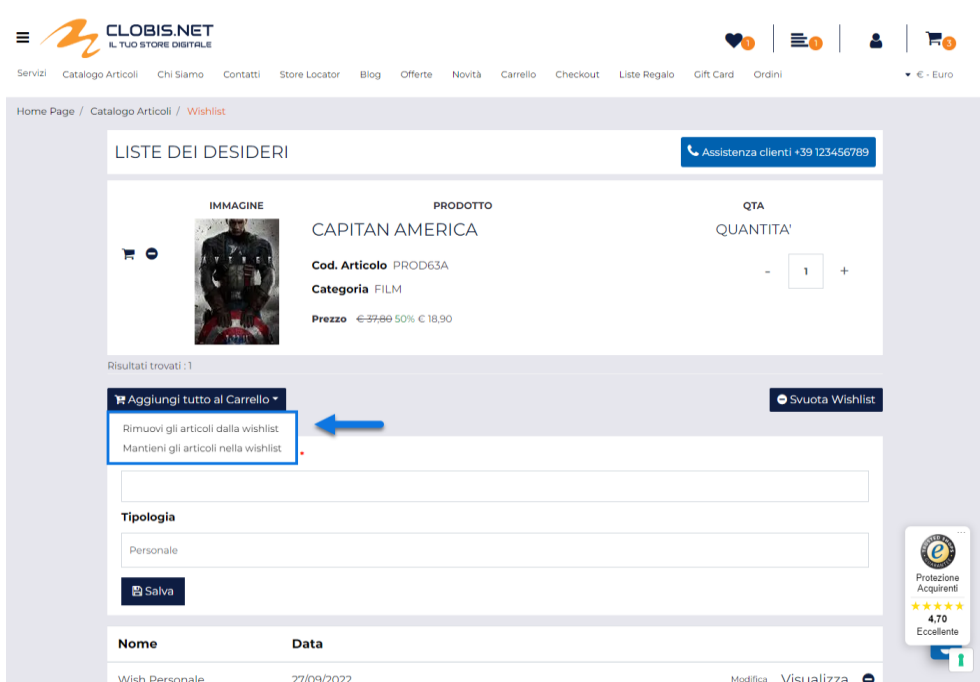 CLOBIS.NET
IL TUO STORE DIGITALE
1
1
3
Servizi Catalogo Articoli Chi Siamo Contatti Store Locator Blog Offerte Novità Carrello Checkout Liste Regalo Gift Card Ordini € - Euro
Home Page / Catalogo Articoli / Wishlist
LISTE DEI DESIDERI
Assistenza clienti +39 123456789
IMMAGINE PRODOTTO QTA
CAPITAN AMERICA
QUANTITA'
AVENGE
Cod. Articolo PROD63A
- 1 +
Categoria FILM
Prezzo € 37,80 50% € 18,90
Risultati trovati : 1
Aggiungi tutto al Carrello
Svuota Wishlist
Rimuovi gli articoli dalla wishlist
Mantieni gli articoli nella wishlist
*
Tipologia
Personale
Salva
e
Protezione
Acquirenti
4,70
Eccellente
Nome Data
Wish Personale 27/09/2022 Modifica Visualizza